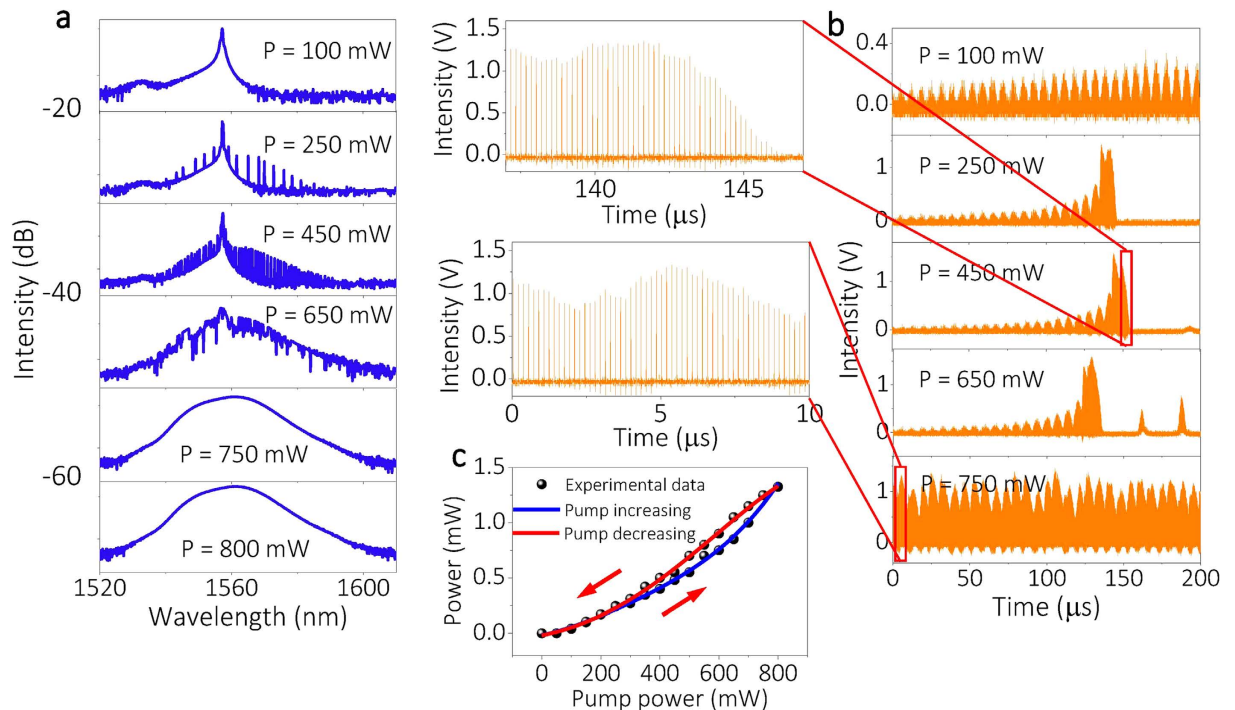 a
P = 100 mW
-20
P = 250 mW
P = 450 mW
-40
P = 650 mW
P = 750 mW
-60
P = 800 mW
1520 1560 1600
Wavelength (nm)
Intensity (dB)
1.5
1.0
0.5
0.0
140 145
Time (μs)
Intensity (V)
1.5
1.0
0.5
0.0
0 5 10
Time (μs)
Intensity (V)
c
1.5
1.0
0.5
0.0
Experimental data
Pump increasing
Pump decreasing
0 200 400 600 800
Pump power (mW)
Power (mW)
b
0.4
P = 100 mW
0.0
P = 250 mW
1
0
P = 450 mW
1
0
P = 650 mW
1
0
P = 750 mW
1
0
0 50 100 150 200
Time (μs)
Intensity (V)